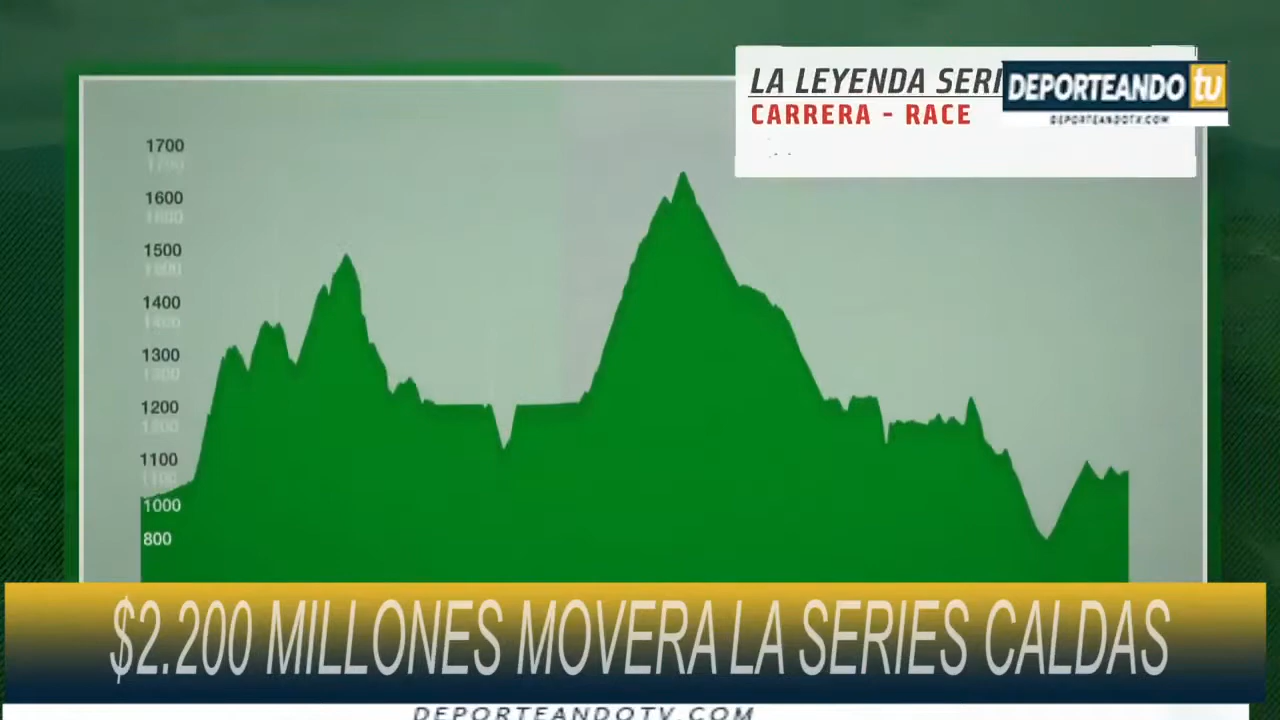 LA LEYENDA SERI
CARRERA - RACE
DEPORTEANDO tv
DEPORTEANDOTV.COM
1700
1600
1500
1400
1300
1200
1100
1000
800
$2.200 MILLONES MOVERA LA SERIES CALDAS
DEPORTEANDOTV.COM